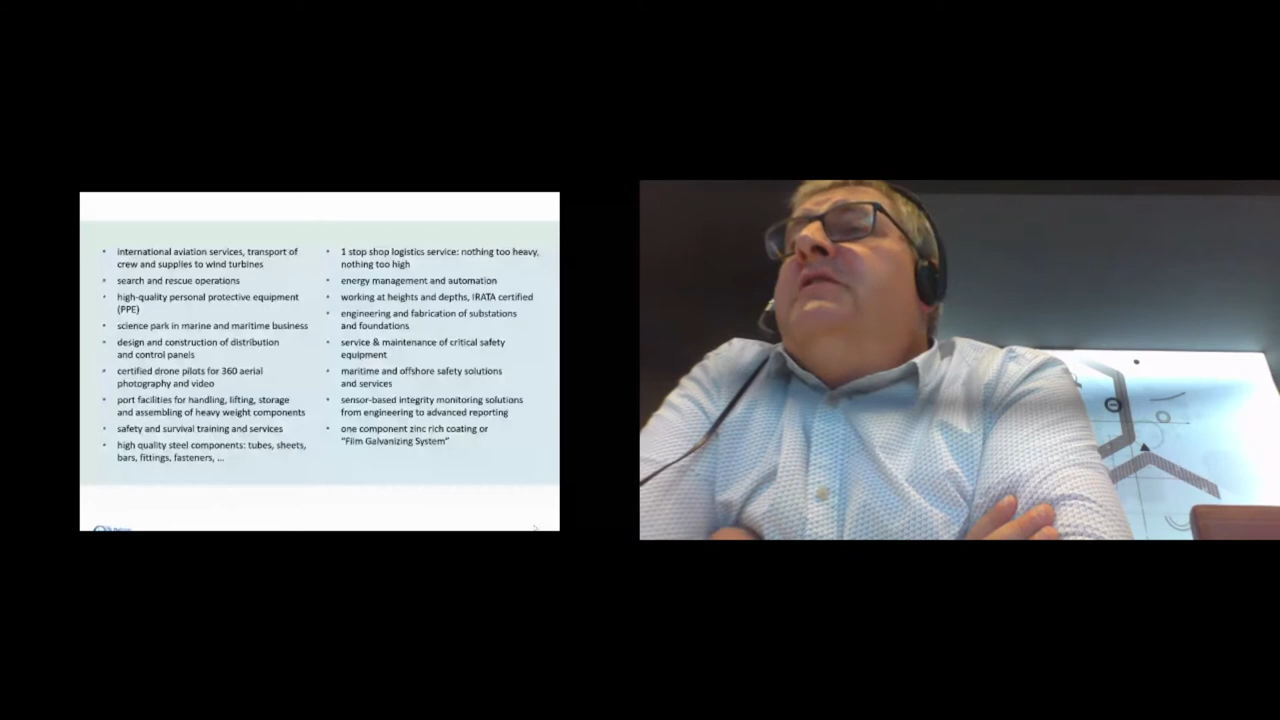 • international aviation services, transport of
crew and supplies to wind turbines
• search and rescue operations
• high-quality personal protective equipment
(PPE)
• science park in marine and maritime business
• design and construction of distribution
and control panels
• certified drone pilots for 360 aerial
photography and video
• port facilities for handling, lifting, storage
and assembling of heavy weight components
• safety and survival training and services
• high quality steel components: tubes, sheets,
bars, fittings, fasteners, ...
• 1 stop shop logistics service: nothing too heavy,
nothing too high
• energy management and automation
• working at heights and depths, IRATA certified
• engineering and fabrication of substations
and foundations
• service & maintenance of critical safety
equipment
• maritime and offshore safety solutions
and services
• sensor-based integrity monitoring solutions
from engineering to advanced reporting
• one component zinc rich coating or
“Film Galvanizing System”